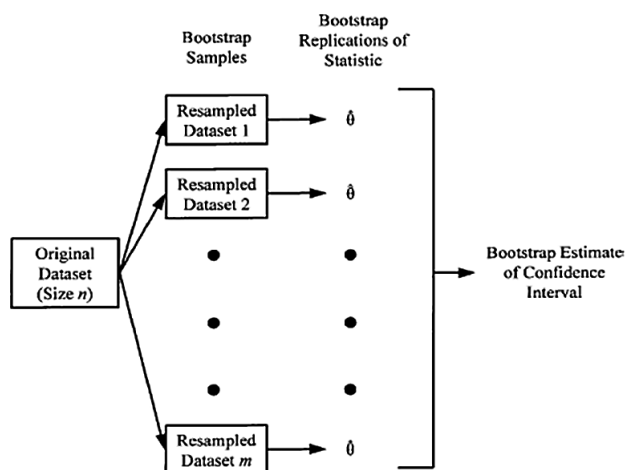 Bootstrap
Samples
Bootstrap
Replications of
Statistic
Resampled
Dataset 1
θ̂
Resampled
Dataset 2
θ̂
Original
Dataset
(Size n)
Bootstrap Estimate
of Confidence
Interval
Resampled
Dataset m
θ̂